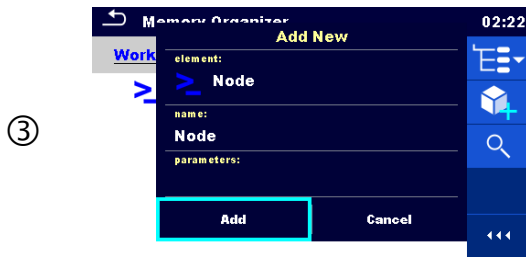 Memory Organizer 02:22
Add New
Work
element:
>_ Node
>_
name:
③
Node
parameters:
Add Cancel